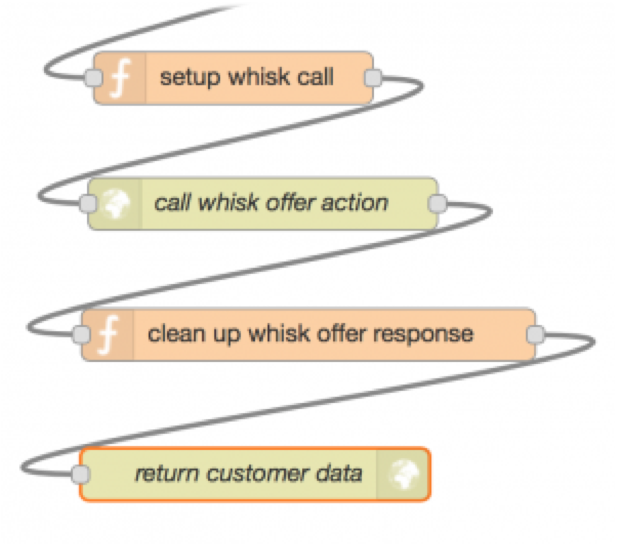 setup whisk call
call whisk offer action
clean up whisk offer response
return customer data